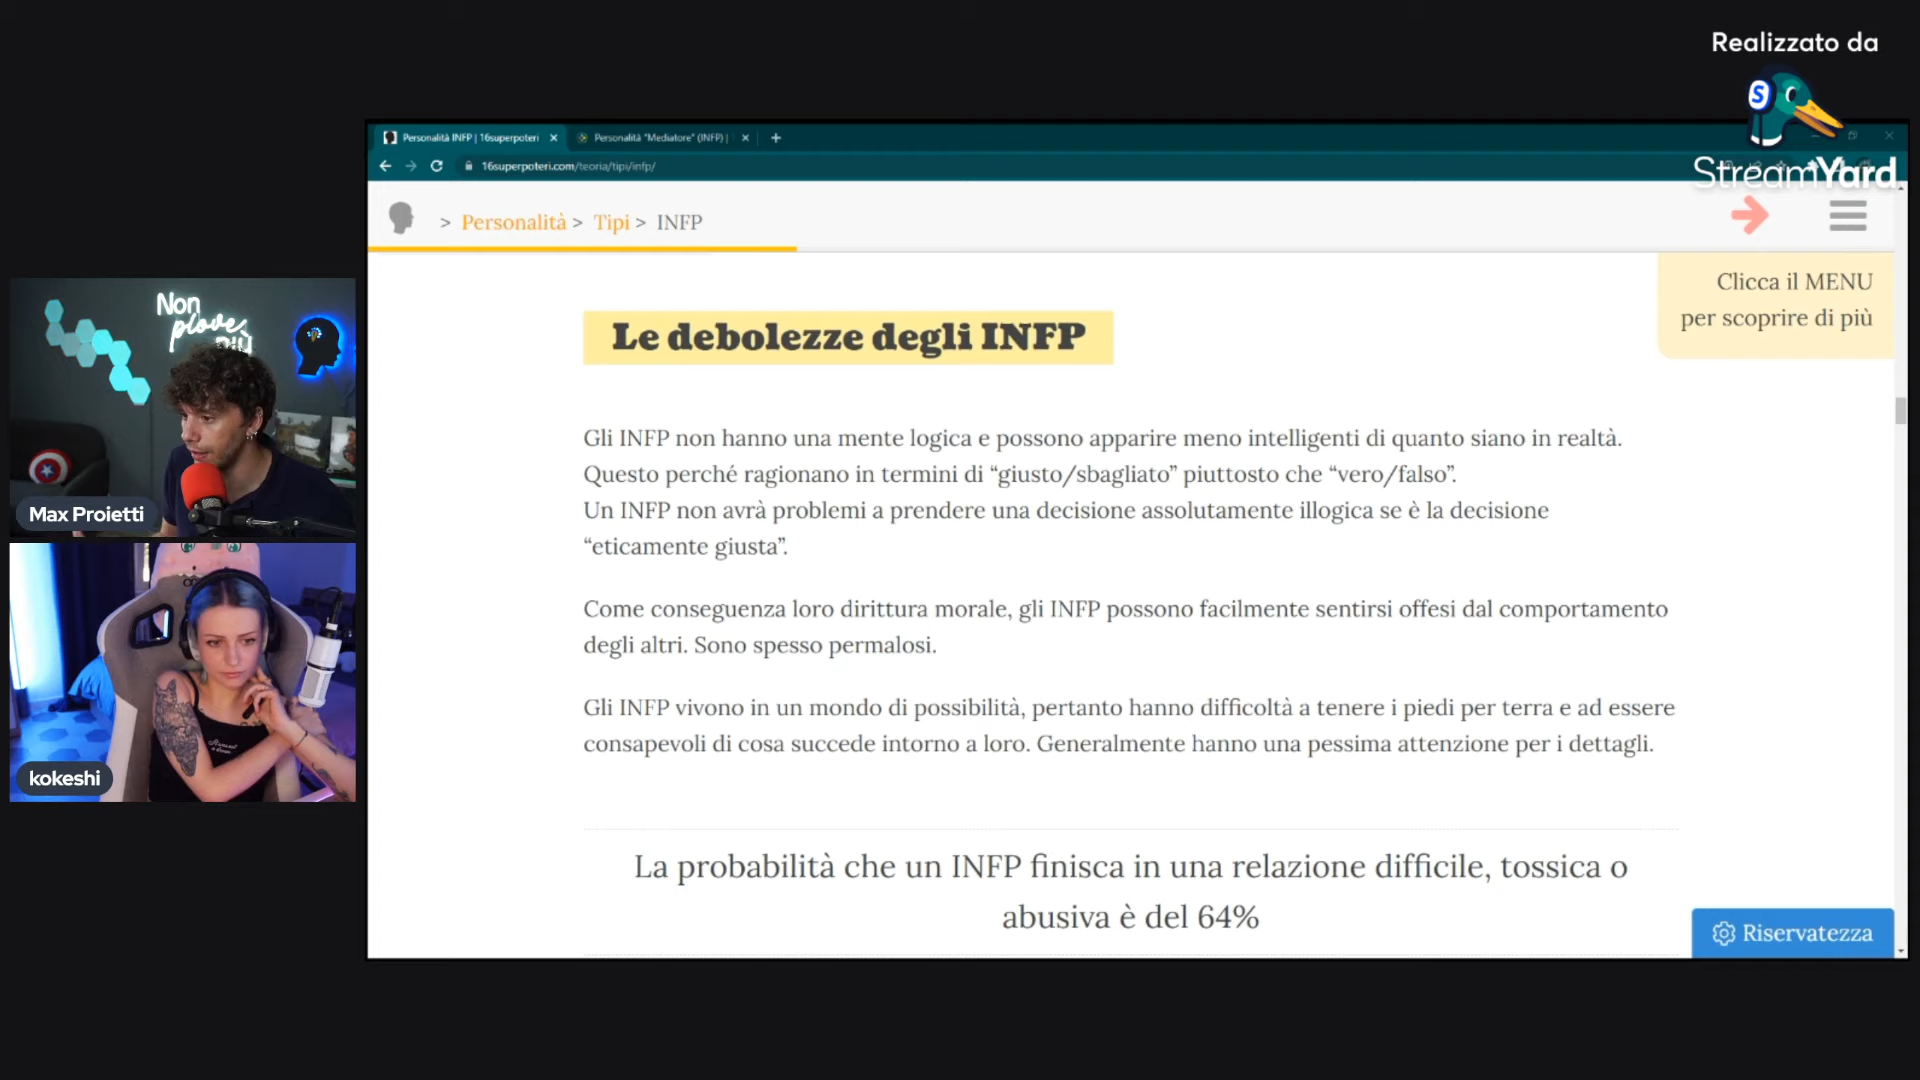 Realizzato da
StreamYard
Personalità INFP | 16superpoteri
Personalità "Mediatore" (INFP) |
16superpoteri.com/teoria/tipi/infp/
> Personalità > Tipi > INFP
Clicca il MENU
per scoprire di più
Le debolezze degli INFP
Gli INFP non hanno una mente logica e possono apparire meno intelligenti di quanto siano in realtà.
Questo perché ragionano in termini di “giusto/sbagliato” piuttosto che “vero/falso”.
Un INFP non avrà problemi a prendere una decisione assolutamente illogica se è la decisione
“eticamente giusta”.
Come conseguenza loro dirittura morale, gli INFP possono facilmente sentirsi offesi dal comportamento
degli altri. Sono spesso permalosi.
Gli INFP vivono in un mondo di possibilità, pertanto hanno difficoltà a tenere i piedi per terra e ad essere
consapevoli di cosa succede intorno a loro. Generalmente hanno una pessima attenzione per i dettagli.
La probabilità che un INFP finisca in una relazione difficile, tossica o
abusiva è del 64%
Riservatezza
Non
piove
più
Max Proietti
kokeshi